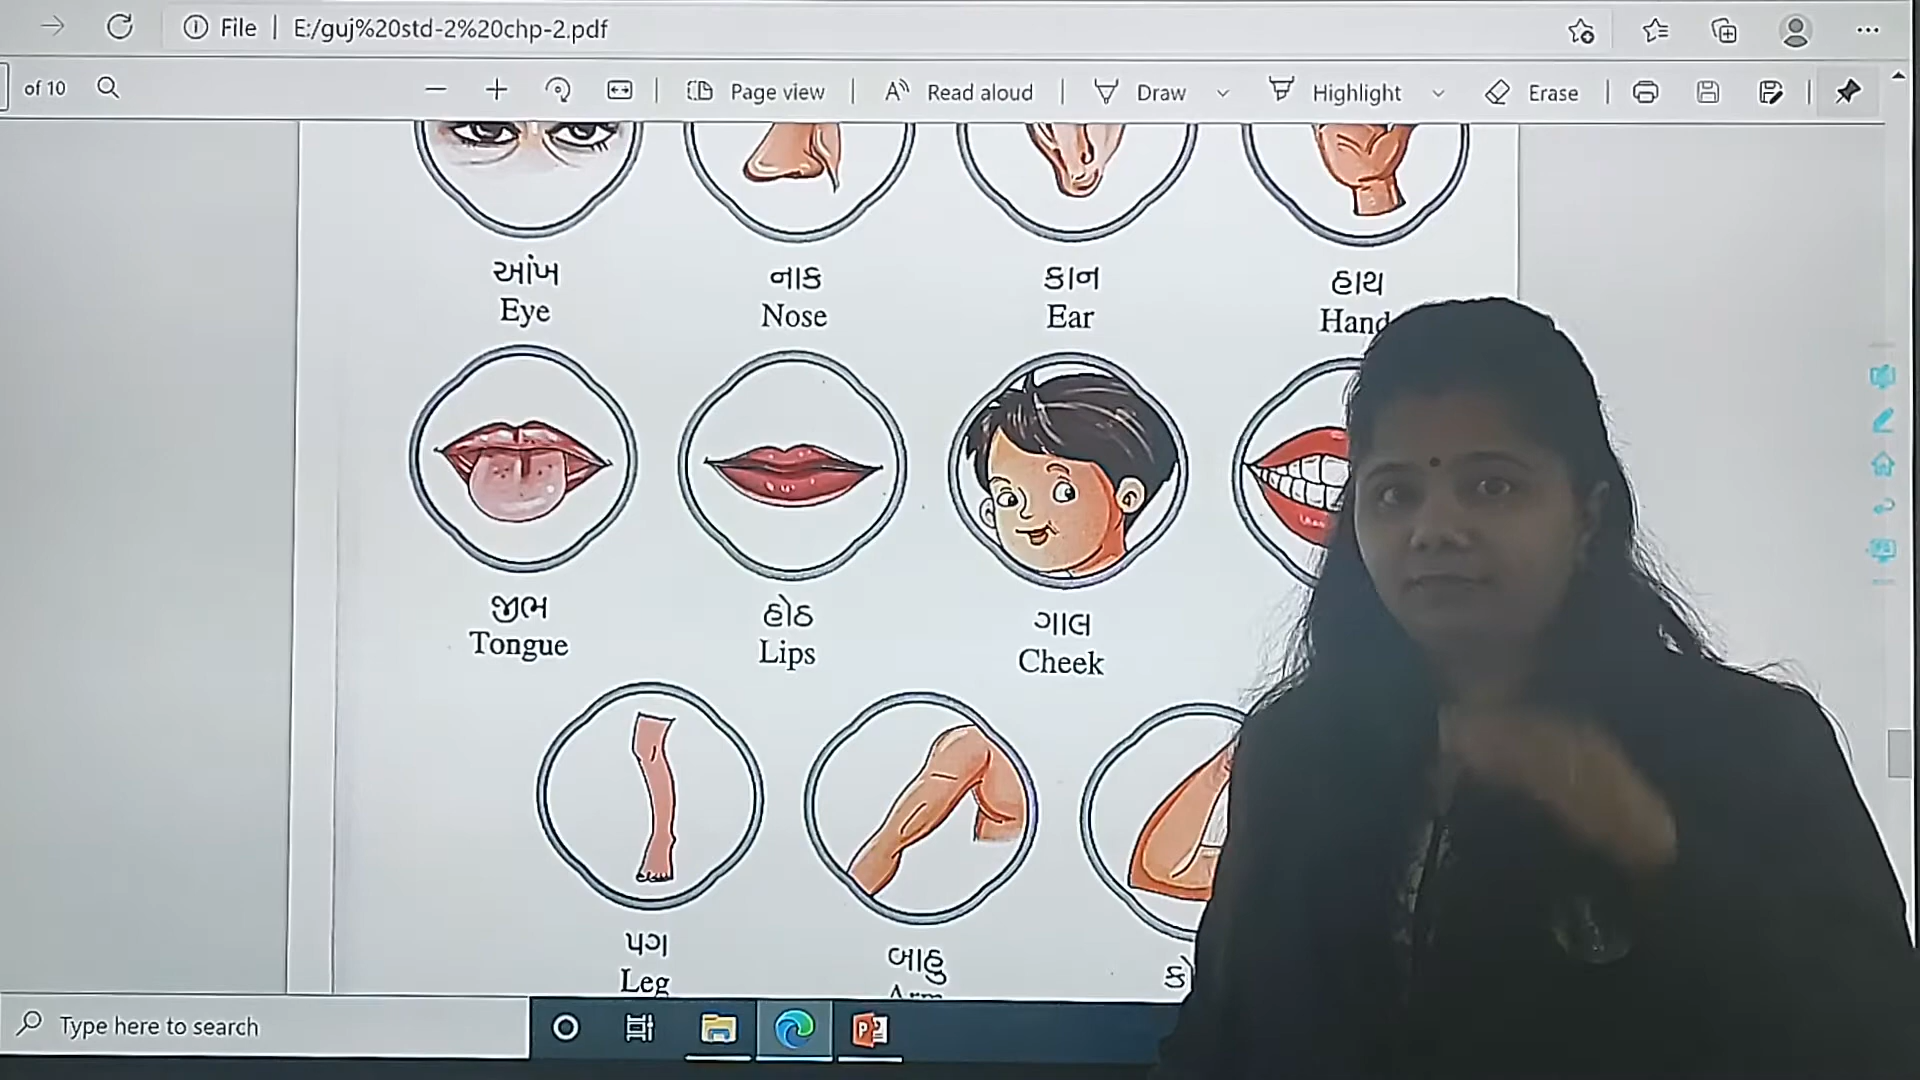 File | E:/guj%20std-2%20chp-2.pdf
of 10
Page view
Read aloud
Draw
Highlight
Erase
આંખ
Eye
નાક
Nose
કાન
Ear
હાથ
Hand
જીભ
Tongue
હોઠ
Lips
ગાલ
Cheek
પગ
Leg
બાહુ
Type here to search